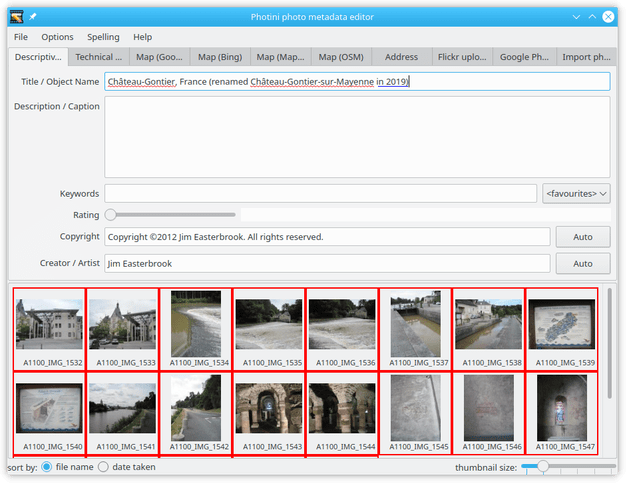 Photini photo metadata editor
File Options Spelling Help
Descriptiv... Technical ... Map (Goo... Map (Bing) Map (Map... Map (OSM) Address Flickr uplo... Google Ph... Import ph...
Title / Object Name Château-Gontier, France (renamed Château-Gontier-sur-Mayenne in 2019)
Description / Caption
Keywords <favourites>
Rating
Copyright Copyright ©2012 Jim Easterbrook. All rights reserved. Auto
Creator / Artist Jim Easterbrook Auto
A1100_IMG_1532 A1100_IMG_1533 A1100_IMG_1534 A1100_IMG_1535 A1100_IMG_1536 A1100_IMG_1537 A1100_IMG_1538 A1100_IMG_1539
A1100_IMG_1540 A1100_IMG_1541 A1100_IMG_1542 A1100_IMG_1543 A1100_IMG_1544 A1100_IMG_1545 A1100_IMG_1546 A1100_IMG_1547
sort by: file name date taken thumbnail size: